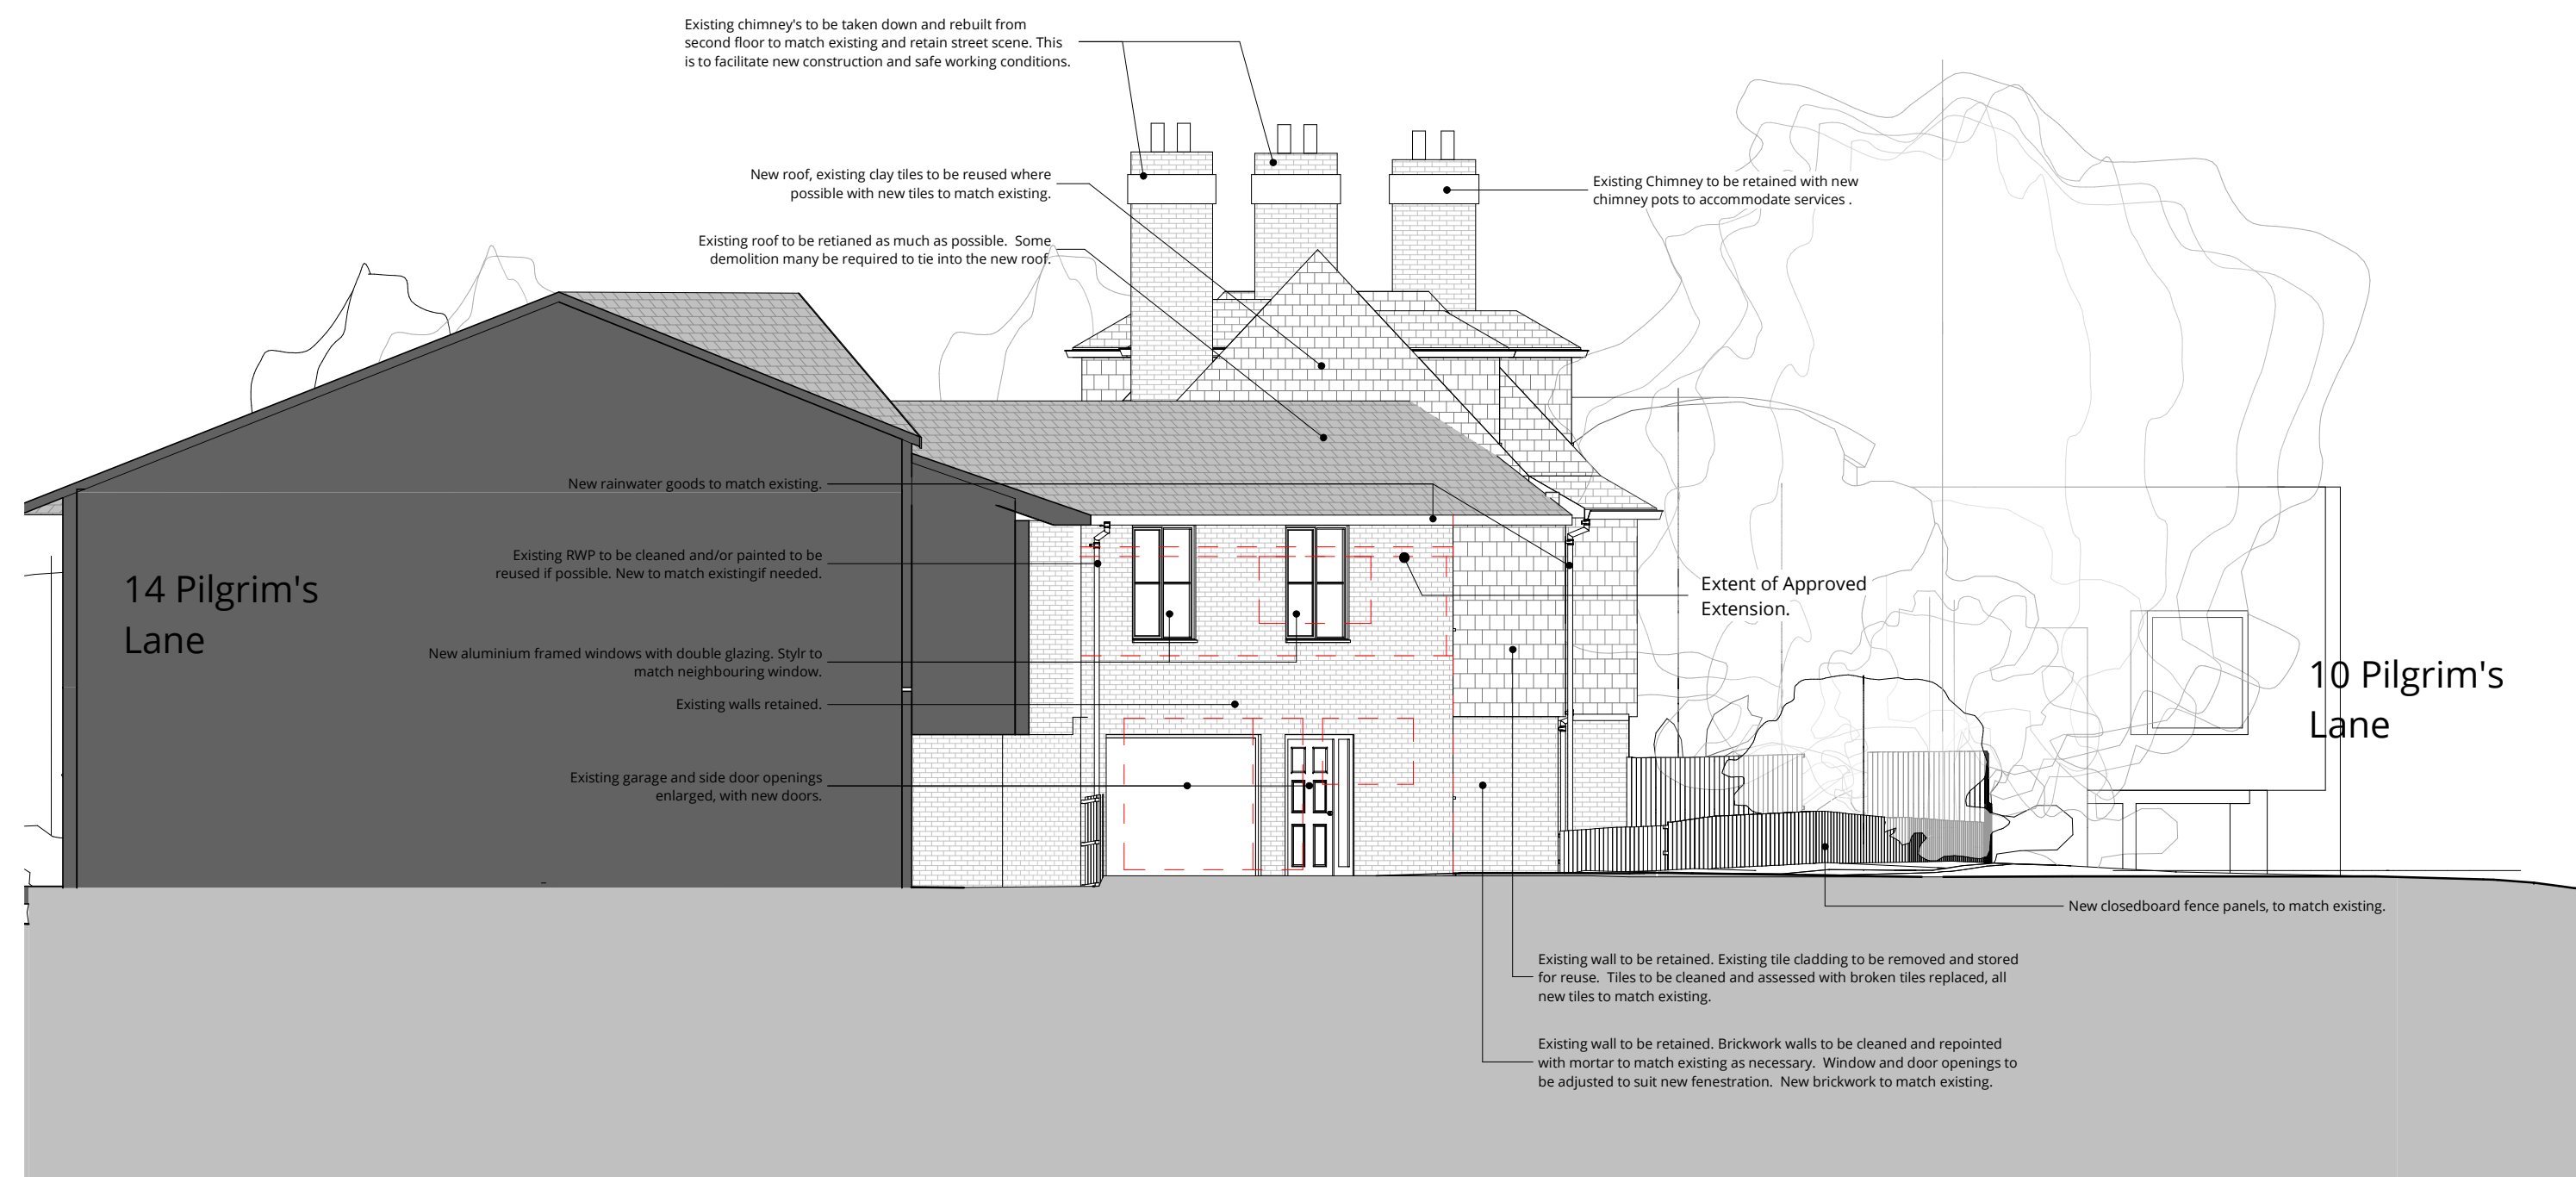 Existing chimney's to be taken down and rebuilt from
second floor to match existing and retain street scene. This
is to facilitate new construction and safe working conditions.
New roof, existing clay tiles to be reused where
possible with new tiles to match existing.
Existing Chimney to be retained with new
chimney pots to accommodate services .
Existing roof to be retianed as much as possible. Some
demolition many be required to tie into the new roof.
New rainwater goods to match existing.
Existing RWP to be cleaned and/or painted to be
reused if possible. New to match existingif needed.
14 Pilgrim's
Lane
Extent of Approved
Extension.
New aluminium framed windows with double glazing. Stylr to
match neighbouring window.
10 Pilgrim's
Lane
Existing walls retained.
Existing garage and side door openings
enlarged, with new doors.
New closedboard fence panels, to match existing.
Existing wall to be retained. Existing tile cladding to be removed and stored
for reuse. Tiles to be cleaned and assessed with broken tiles replaced, all
new tiles to match existing.
Existing wall to be retained. Brickwork walls to be cleaned and repointed
with mortar to match existing as necessary. Window and door openings to
be adjusted to suit new fenestration. New brickwork to match existing.